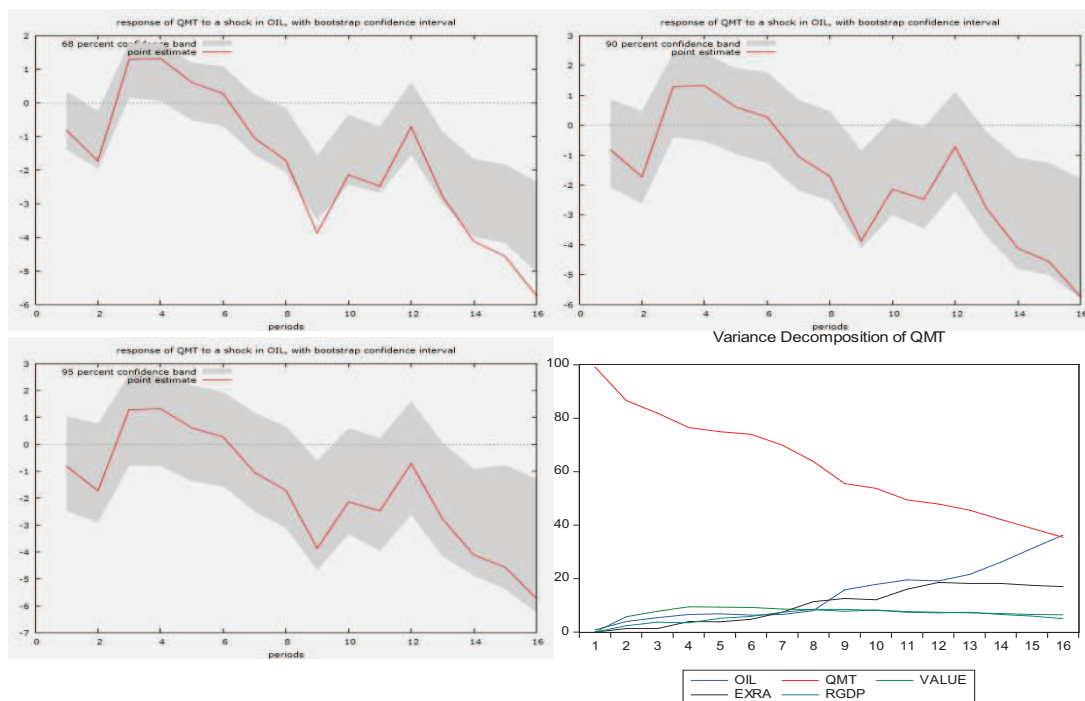 response of QMT to a shock in OIL, with bootstrap confidence interval
2
1
0
-1
-2
-3
-4
-5
-6
68 percent confidence band
point estimate
0 2 4 6 8 10 12 14 16
periods
response of QMT to a shock in OIL, with bootstrap confidence interval
3
2
1
0
-1
-2
-3
-4
-5
-6
90 percent confidence band
point estimate
0 2 4 6 8 10 12 14 16
periods
response of QMT to a shock in OIL, with bootstrap confidence interval
3
2
1
0
-1
-2
-3
-4
-5
-6
-7
95 percent confidence band
point estimate
0 2 4 6 8 10 12 14 16
periods
Variance Decomposition of QMT
100
80
60
40
20
0
1 2 3 4 5 6 7 8 9 10 11 12 13 14 15 16
OIL QMT VALUE
EXRA RGDP